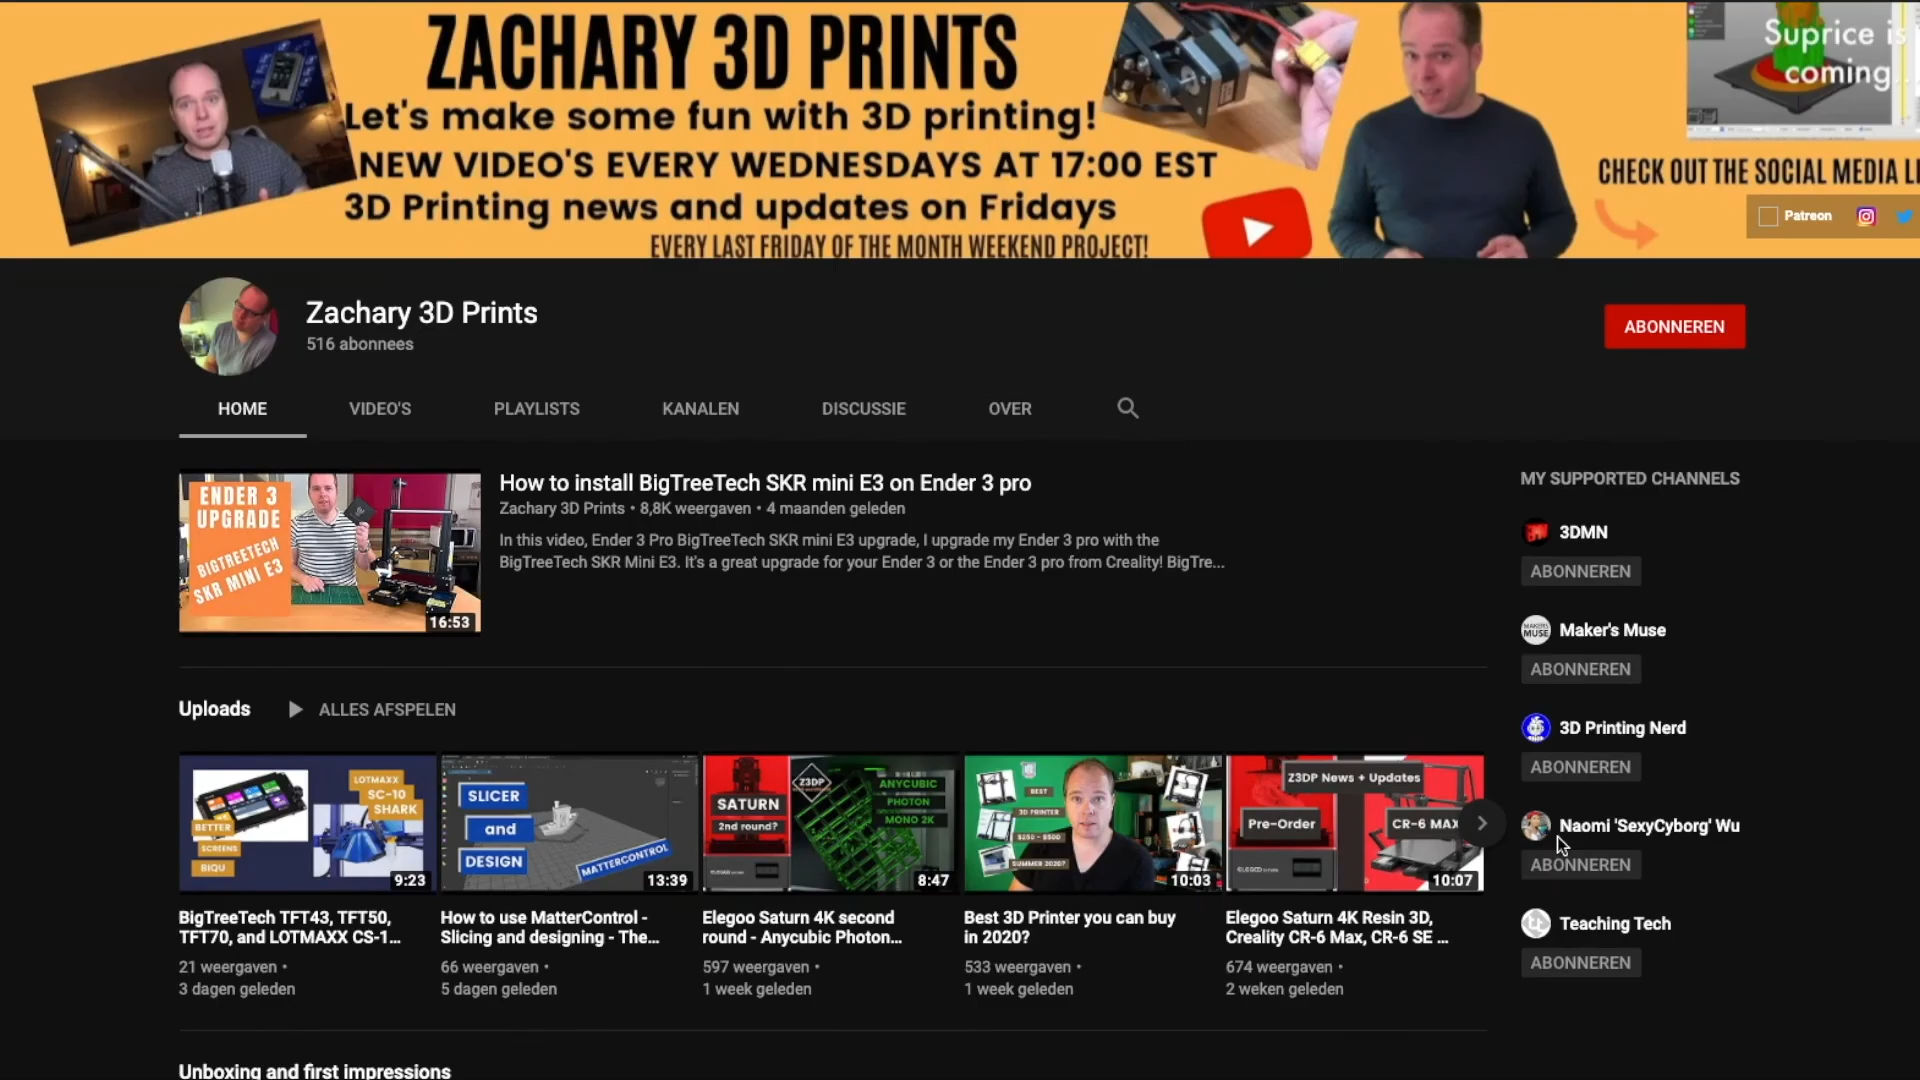 ZACHARY 3D PRINTS
Let's make some fun with 3D printing!
NEW VIDEO'S EVERY WEDNESDAYS AT 17:00 EST
3D Printing news and updates on Fridays
EVERY LAST FRIDAY OF THE MONTH WEEKEND PROJECT!
Suprice is
coming...
CHECK OUT THE SOCIAL MEDIA LI
Patreon
Zachary 3D Prints
516 abonnees
ABONNEREN
HOME VIDEO'S PLAYLISTS KANALEN DISCUSSIE OVER
ENDER 3
UPGRADE
BIGTREETECH
SKR MINI E3
16:53
How to install BigTreeTech SKR mini E3 on Ender 3 pro
Zachary 3D Prints • 8,8K weergaven • 4 maanden geleden
In this video, Ender 3 Pro BigTreeTech SKR mini E3 upgrade, I upgrade my Ender 3 pro with the
BigTreeTech SKR Mini E3. It's a great upgrade for your Ender 3 or the Ender 3 pro from Creality! BigTre...
MY SUPPORTED CHANNELS
3DMN
ABONNEREN
MAKER'S
MUSE
Maker's Muse
ABONNEREN
3D Printing Nerd
ABONNEREN
Naomi 'SexyCyborg' Wu
ABONNEREN
Teaching Tech
ABONNEREN
Uploads ALLES AFSPELEN
LOTMAXX
SC-10
SHARK
BETTER
SCREENS
BIQU
9:23
BigTreeTech TFT43, TFT50,
TFT70, and LOTMAXX CS-1...
21 weergaven •
3 dagen geleden
SLICER
and
DESIGN
MATTERCONTROL
13:39
How to use MatterControl -
Slicing and designing - The...
66 weergaven •
5 dagen geleden
SATURN
2nd round?
Z3DP
ANYCUBIC
PHOTON
MONO 2K
8:47
Elegoo Saturn 4K second
round - Anycubic Photon...
597 weergaven •
1 week geleden
BEST
3D PRINTER
$250 - $500
SUMMER 2020?
10:03
Best 3D Printer you can buy
in 2020?
533 weergaven •
1 week geleden
Z3DP News + Updates
Pre-Order
CR-6 MAX
10:07
Elegoo Saturn 4K Resin 3D,
Creality CR-6 Max, CR-6 SE ...
674 weergaven •
2 weken geleden
Unboxing and first impressions